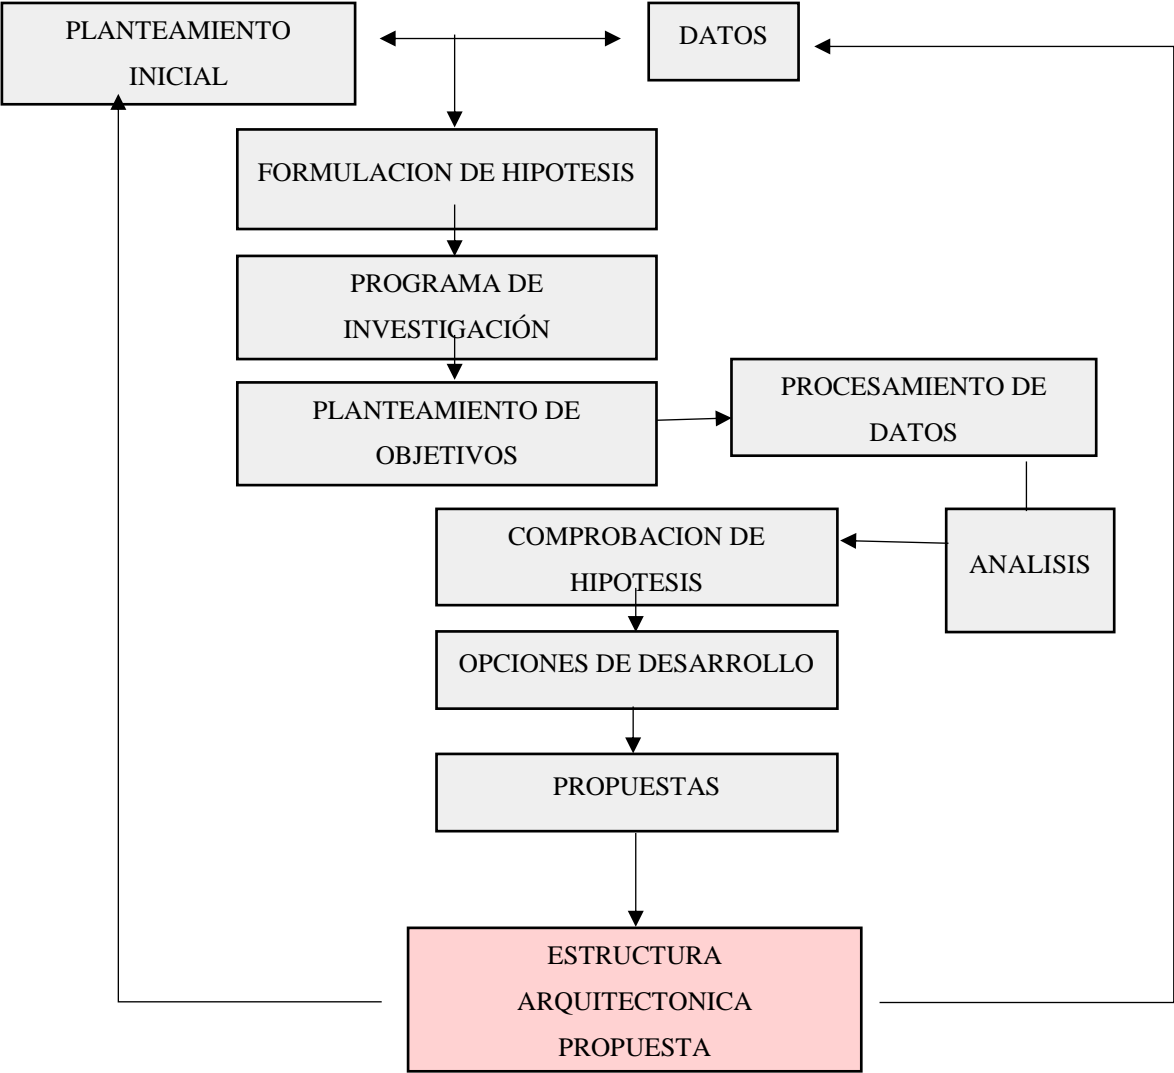 PLANTEAMIENTO
INICIAL
DATOS
FORMULACION DE HIPOTESIS
PROGRAMA DE
INVESTIGACIÓN
PLANTEAMIENTO DE
OBJETIVOS
PROCESAMIENTO DE
DATOS
COMPROBACION DE
HIPOTESIS
ANALISIS
OPCIONES DE DESARROLLO
PROPUESTAS
ESTRUCTURA
ARQUITECTONICA
PROPUESTA